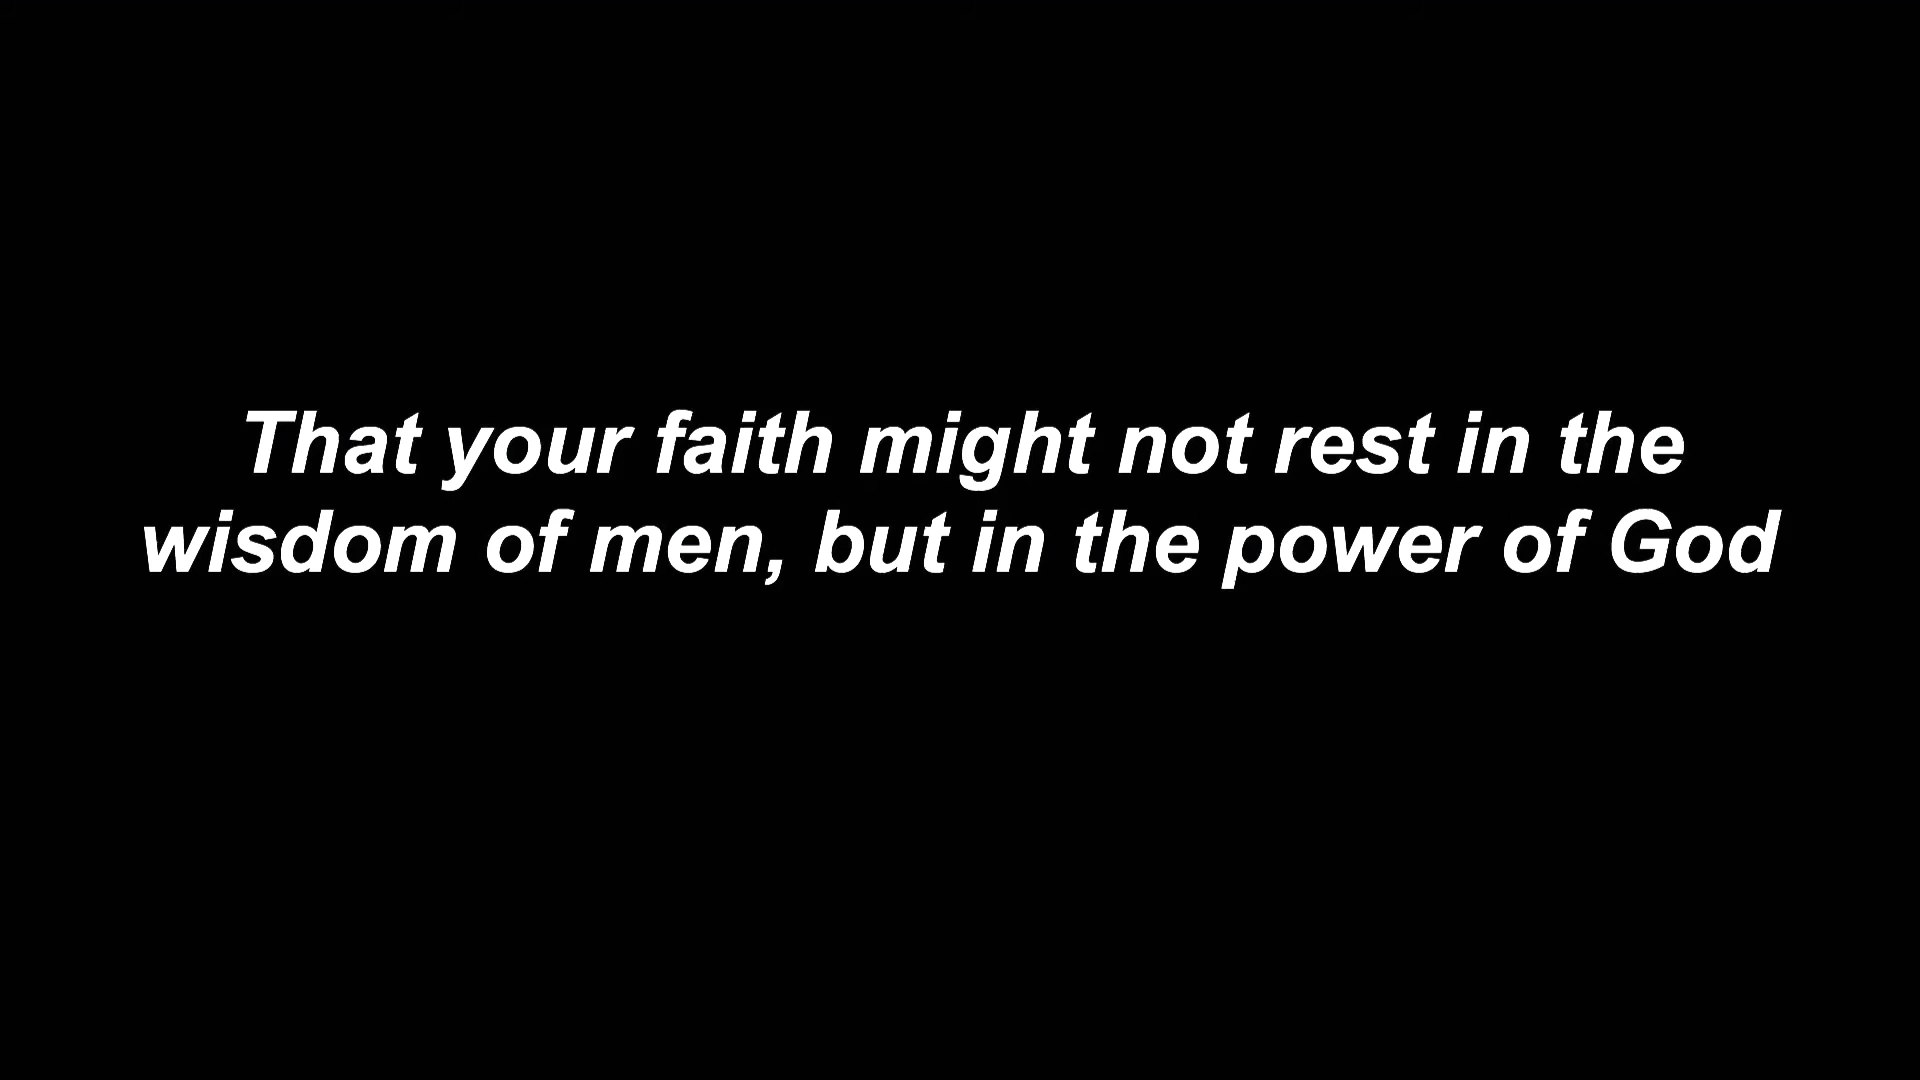 That your faith might not rest in the
wisdom of men, but in the power of God